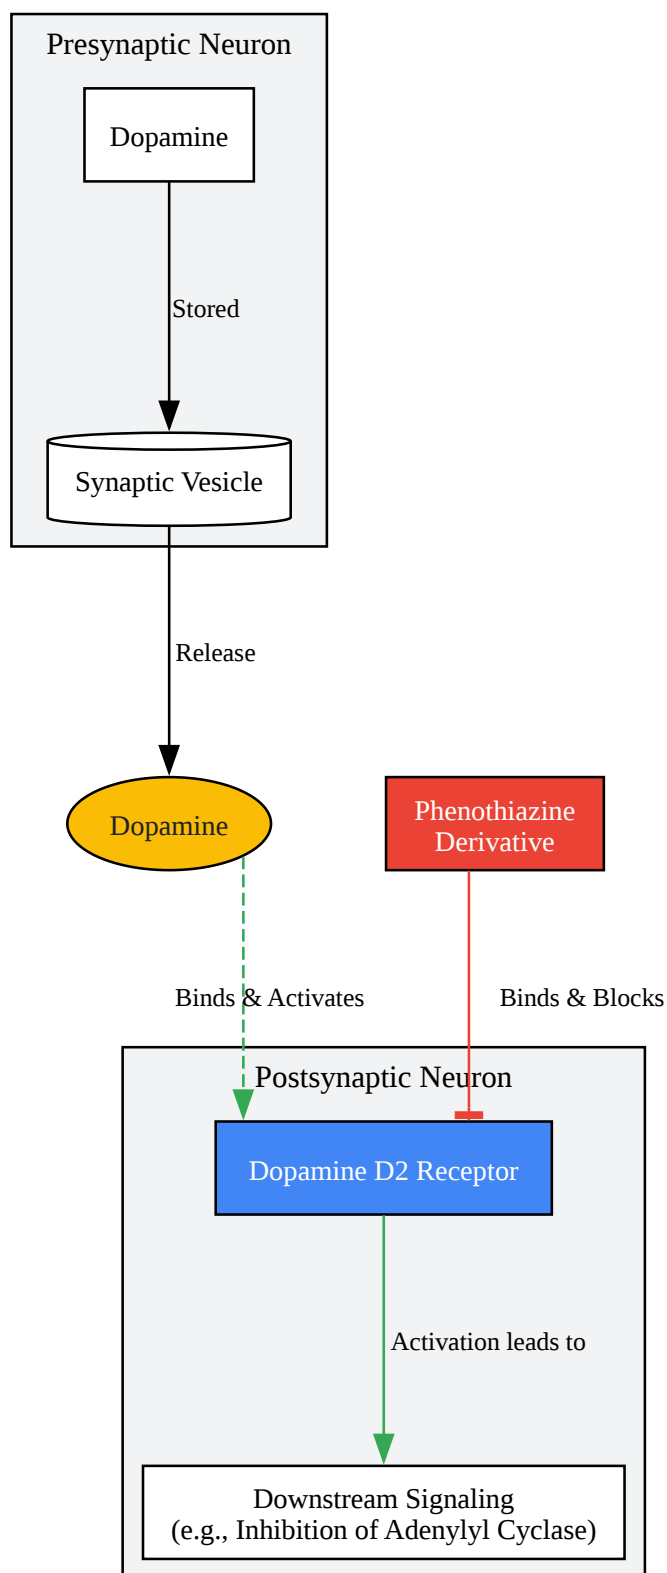 Presynaptic Neuron
Dopamine
Stored
Synaptic Vesicle
Release
Dopamine
Phenothiazine
Derivative
Binds & Activates
Binds & Blocks
Postsynaptic Neuron
Dopamine D2 Receptor
Activation leads to
Downstream Signaling
(e.g., Inhibition of Adenylyl Cyclase)